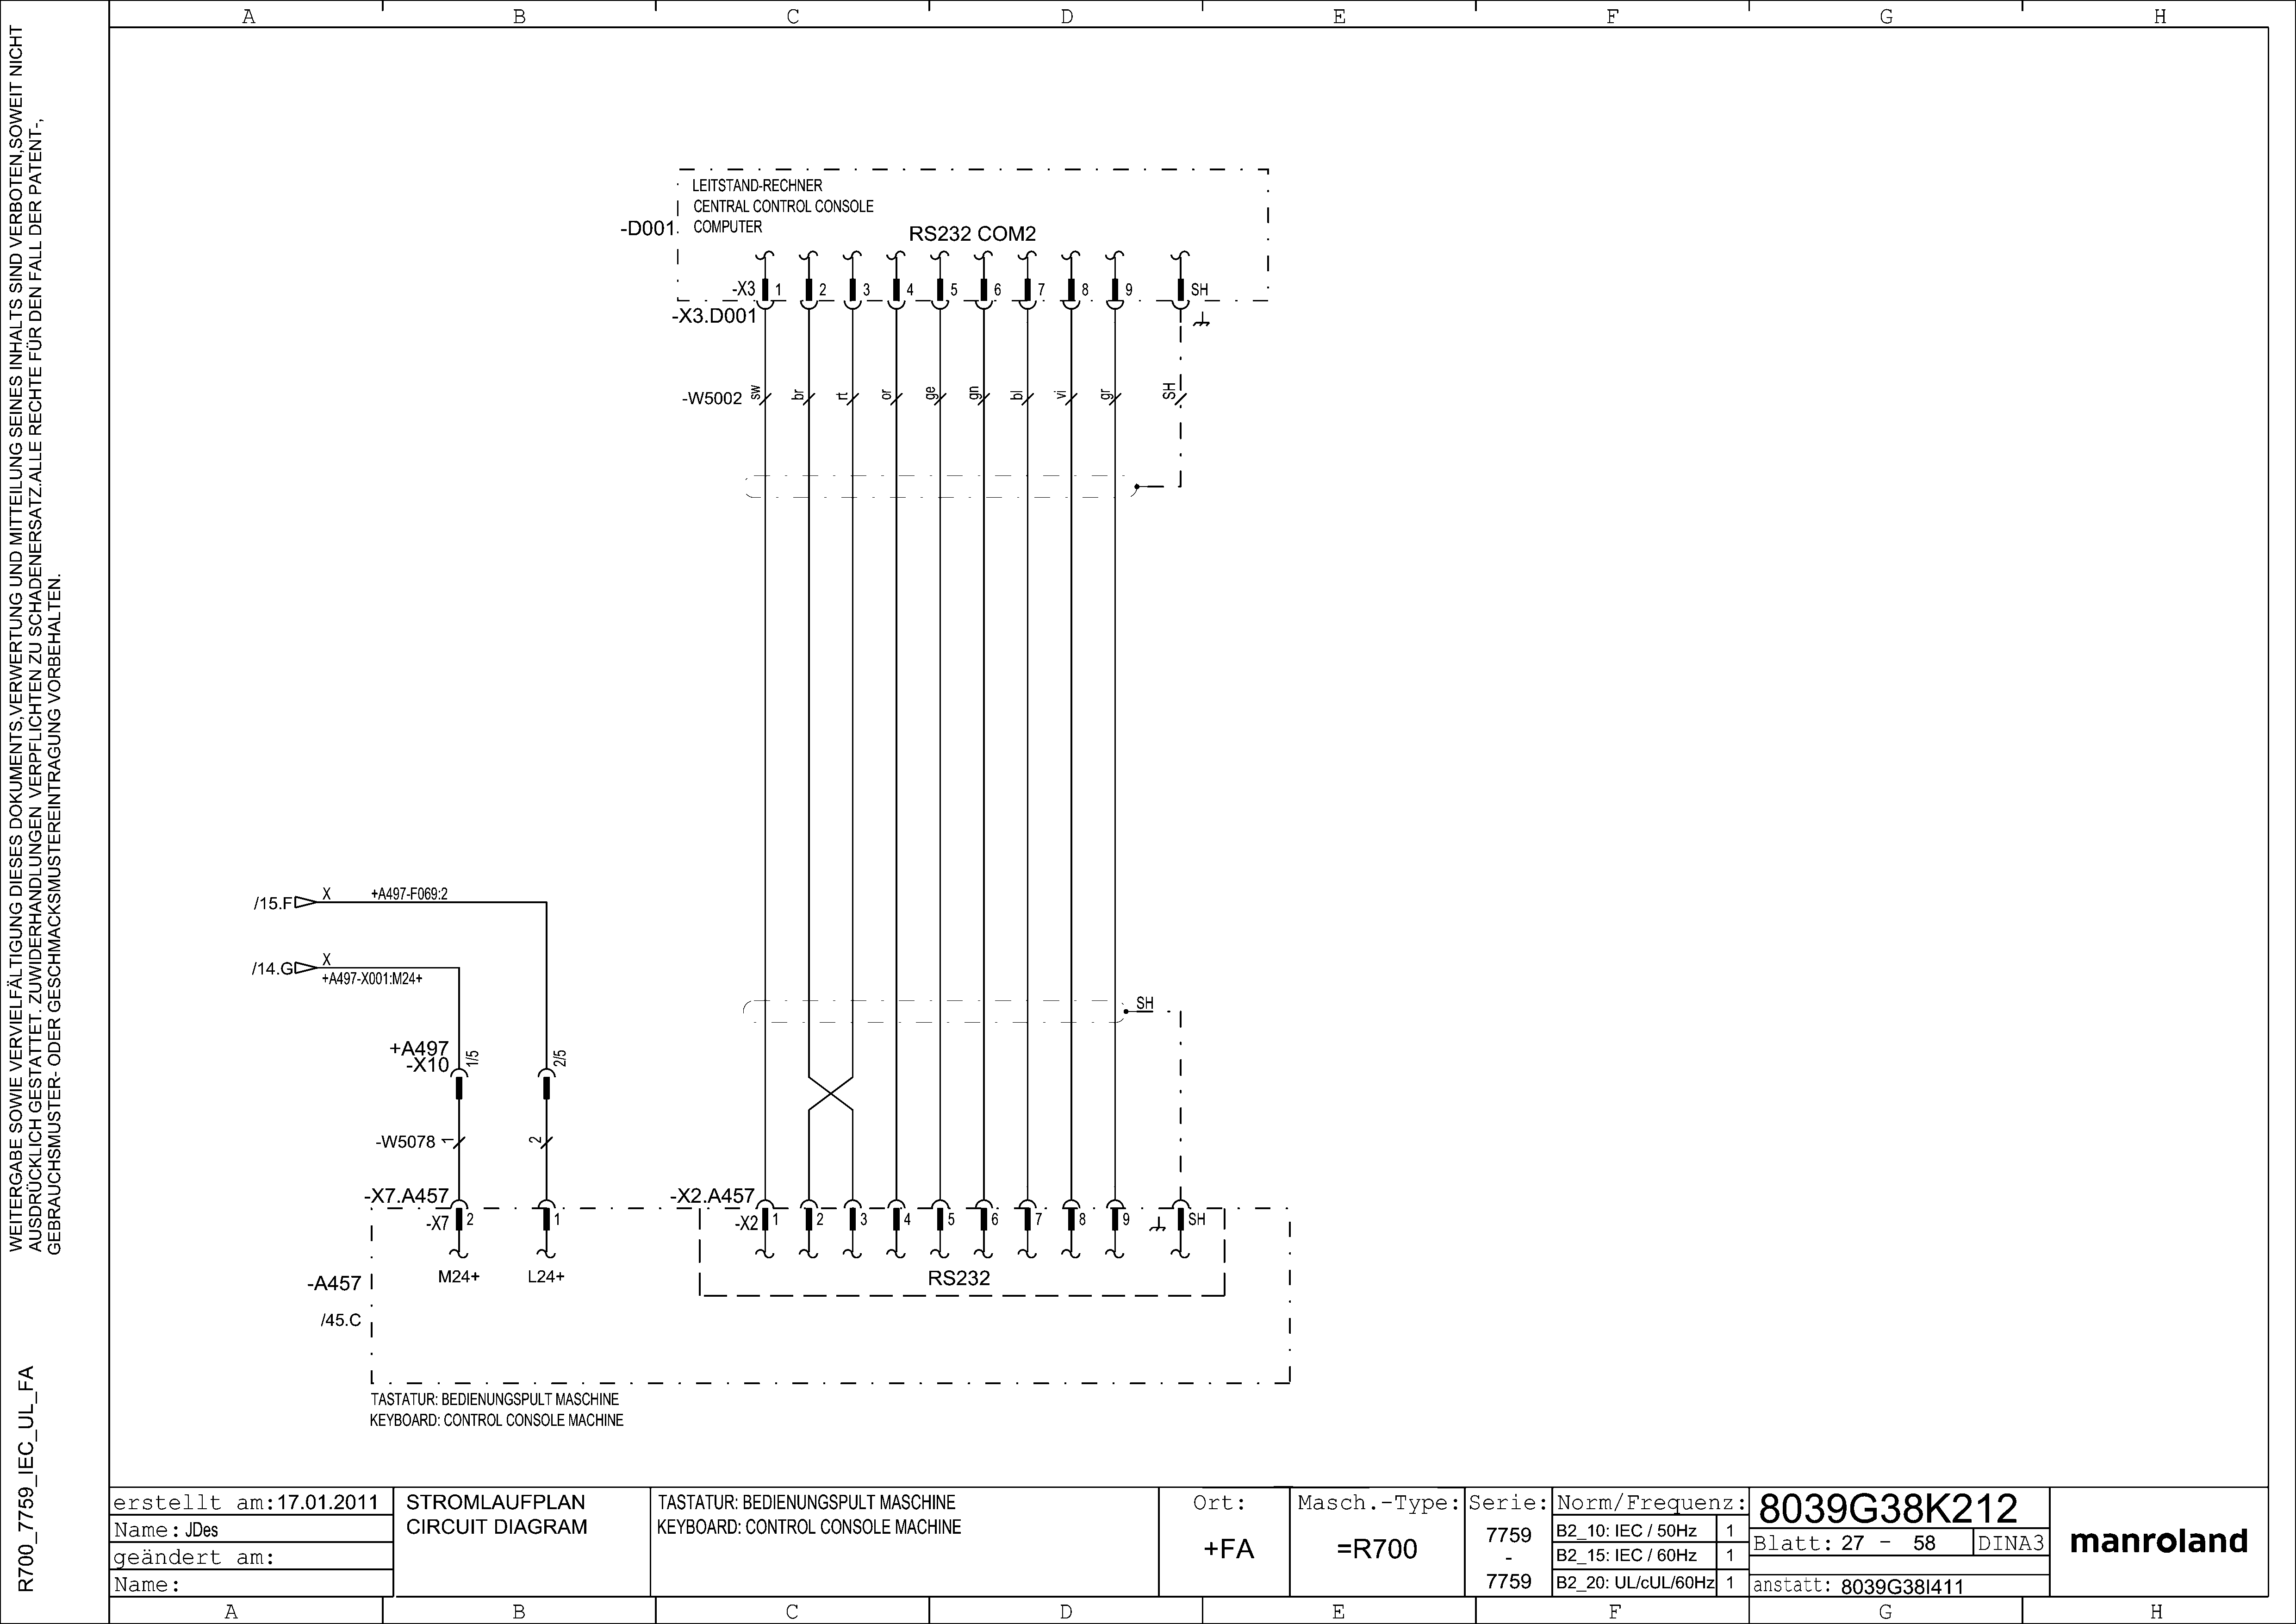 A B C D E F G H
WEITERGABE SOWIE VERVIELFÄLTIGUNG DIESES DOKUMENTS,VERWERTUNG UND MITTEILUNG SEINES INHALTS SIND VERBOTEN,SOWEIT NICHT
AUSDRÜCKLICH GESTATTET. ZUWIDERHANDLUNGEN VERPFLICHTEN ZU SCHADENERSATZ.ALLE RECHTE FÜR DEN FALL DER PATENT-,
GEBRAUCHSMUSTER- ODER GESCHMACKSMUSTEREINTRAGUNG VORBEHALTEN.
R700_7759_IEC_UL_FA
LEITSTAND-RECHNER
CENTRAL CONTROL CONSOLE
-D001 COMPUTER
RS232 COM2
-X3 1 2 3 4 5 6 7 8 9 SH
-X3.D001
-W5002 sw br rt or ge gn bl vi gr SH
/15.F X +A497-F069:2
/14.G X
+A497-X001:M24+
SH
+A497
-X10 1/5 2/5
-W5078 1 2
-X7.A457 -X2.A457
-X7 2 1 -X2 1 2 3 4 5 6 7 8 9 SH
M24+ L24+ RS232
-A457
/45.C
TASTATUR: BEDIENUNGSPULT MASCHINE
KEYBOARD: CONTROL CONSOLE MACHINE
erstellt am: 17.01.2011
Name: JDes
geändert am:
Name:
STROMLAUFPLAN
CIRCUIT DIAGRAM
TASTATUR: BEDIENUNGSPULT MASCHINE
KEYBOARD: CONTROL CONSOLE MACHINE
Ort:
+FA
Masch.-Type:
=R700
Serie:
7759
-
7759
Norm/Frequenz:
B2_10: IEC / 50Hz 1
B2_15: IEC / 60Hz 1
B2_20: UL/cUL/60Hz 1
8039G38K212
Blatt: 27 - 58 DINA3
anstatt: 8039G38I411
manroland
A B C D E F G H